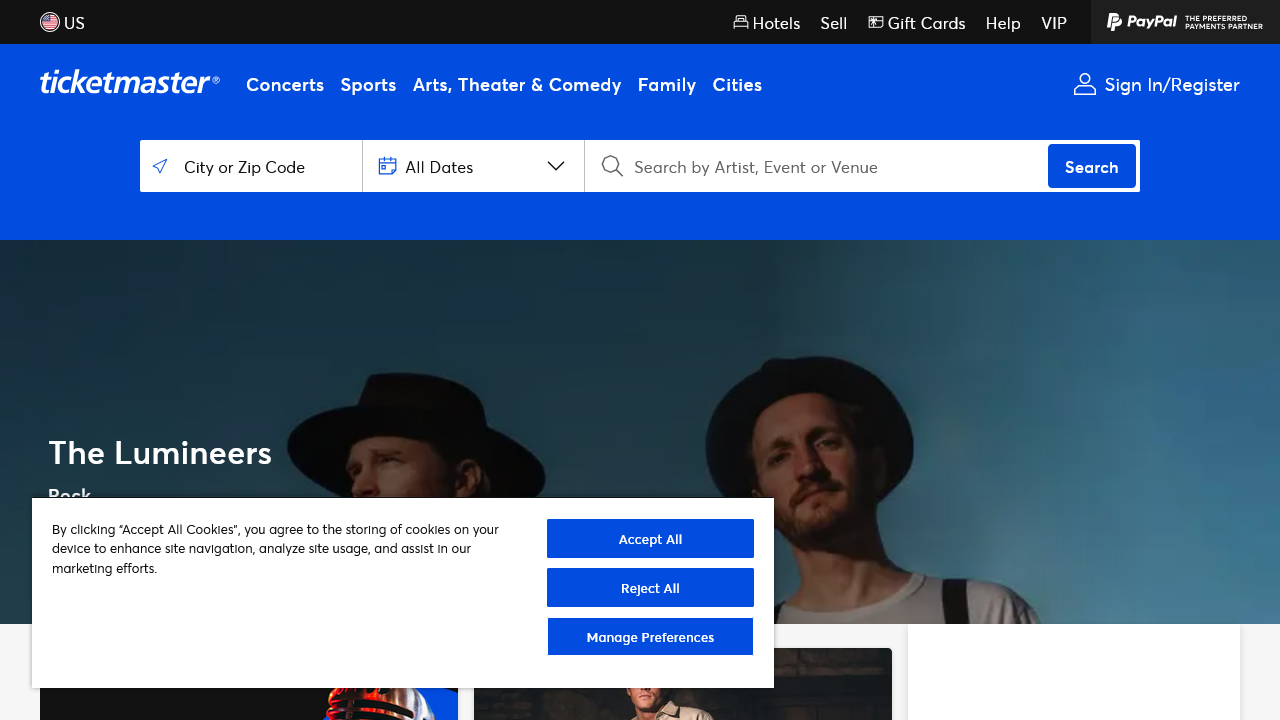 US
Hotels
Sell
Gift Cards
Help
VIP
PayPal
THE PREFERRED
PAYMENTS PARTNER
ticketmaster®
Concerts
Sports
Arts, Theater & Comedy
Family
Cities
Sign In/Register
City or Zip Code
All Dates
Search by Artist, Event or Venue
Search
The Lumineers
Rock
By clicking “Accept All Cookies”, you agree to the storing of cookies on your
device to enhance site navigation, analyze site usage, and assist in our
marketing efforts.
Accept All
Reject All
Manage Preferences